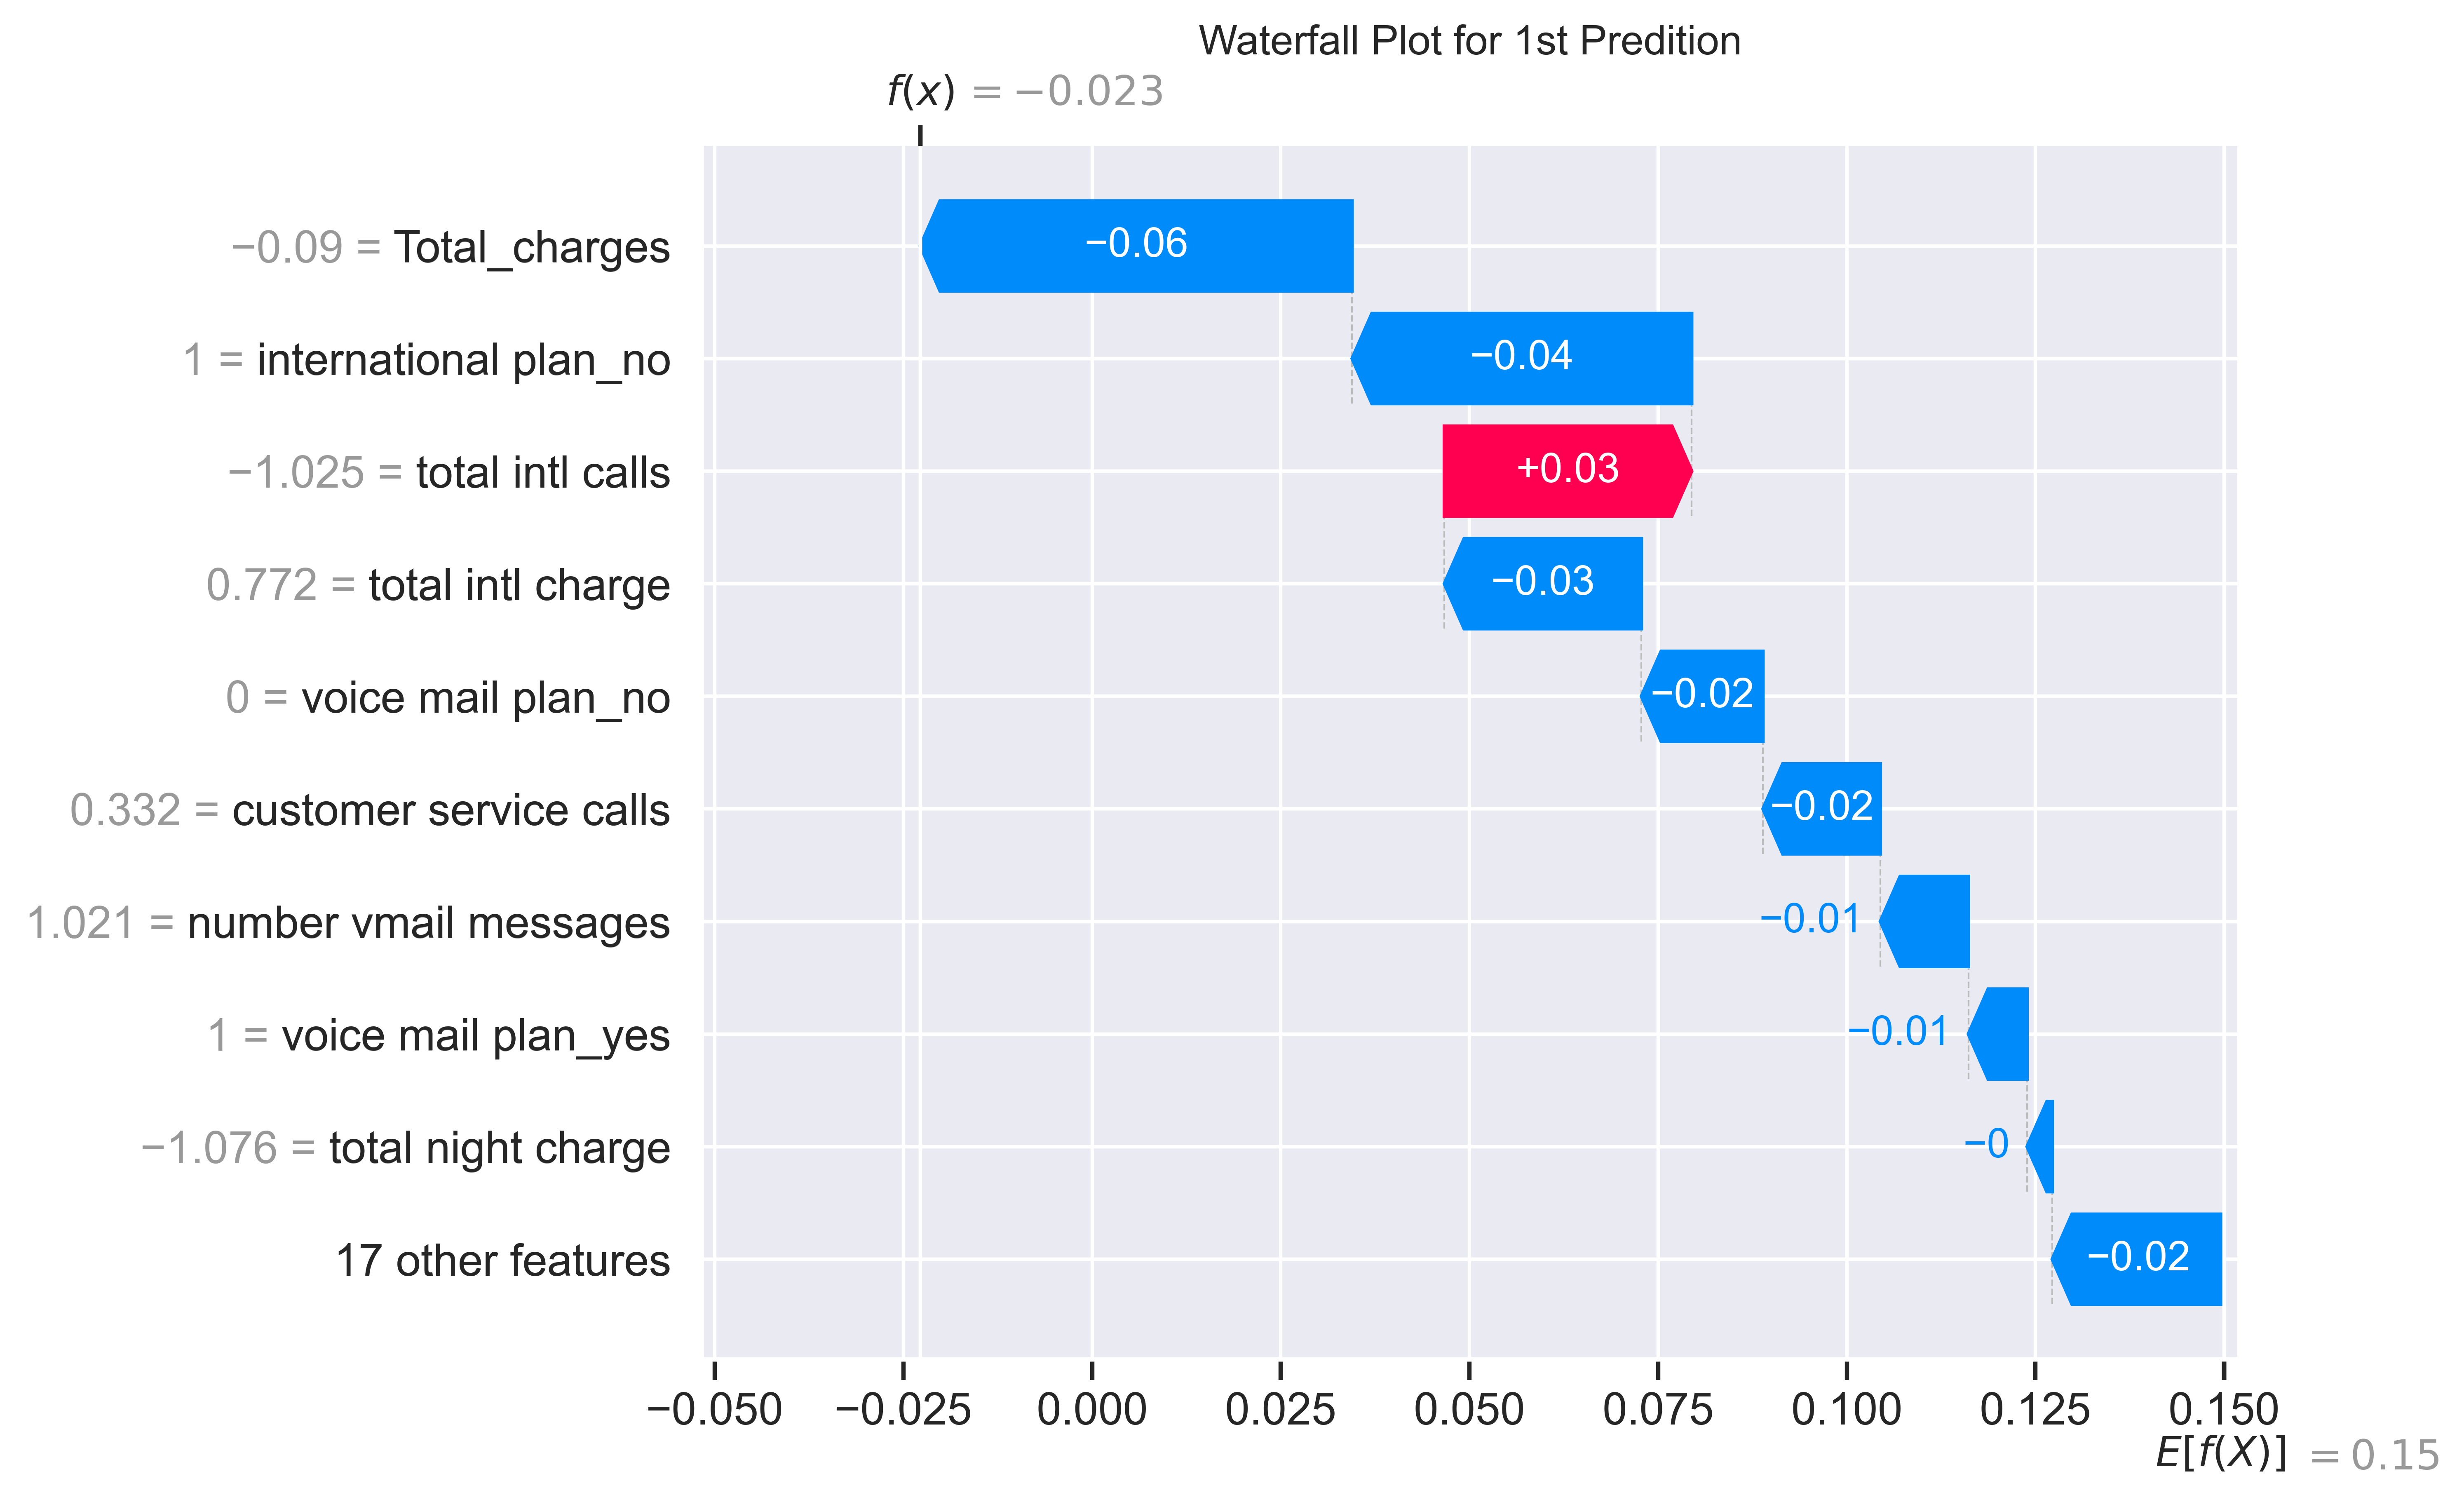 Waterfall Plot for 1st Predition
f(x) = −0.023
−0.09 = Total_charges −0.06
1 = international plan_no −0.04
−1.025 = total intl calls +0.03
0.772 = total intl charge −0.03
0 = voice mail plan_no −0.02
0.332 = customer service calls −0.02
1.021 = number vmail messages −0.01
1 = voice mail plan_yes −0.01
−1.076 = total night charge −0
17 other features −0.02
−0.050 −0.025 0.000 0.025 0.050 0.075 0.100 0.125 0.150
E[f(X)] = 0.15